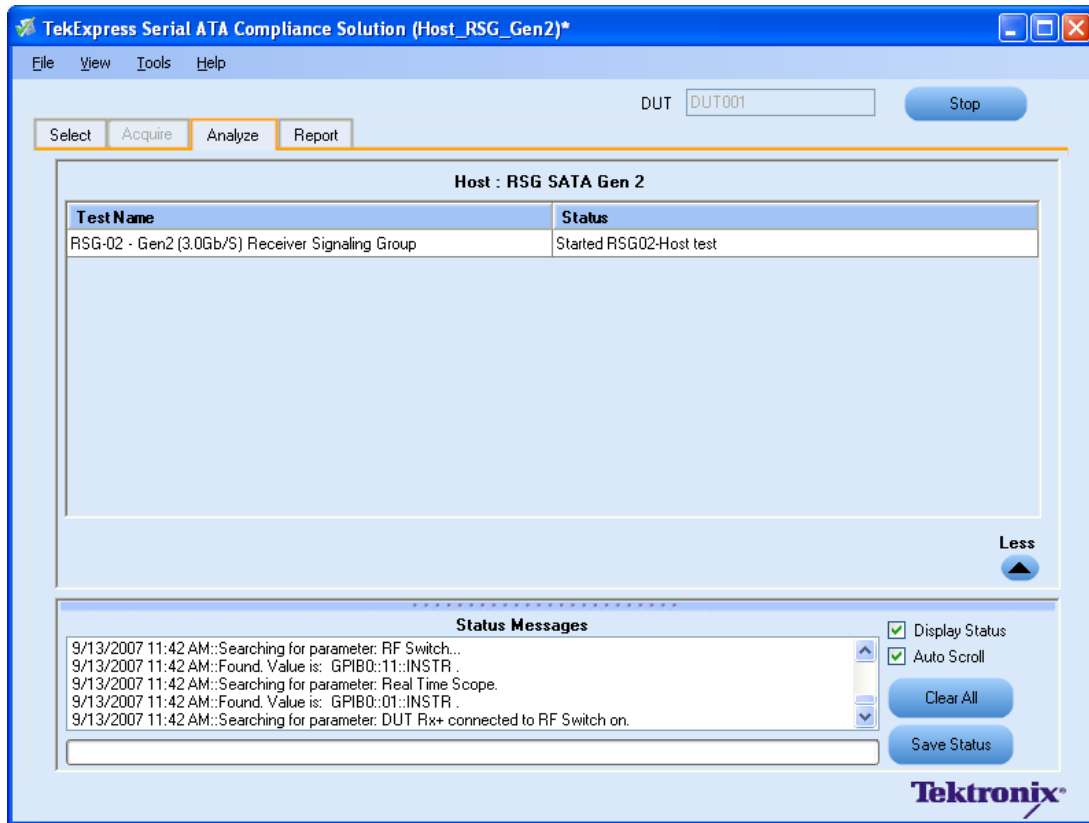 TekExpress Serial ATA Compliance Solution (Host_RSG_Gen2)*
File View Tools Help
DUT DUT001 Stop
Select Acquire Analyze Report
Host : RSG SATA Gen 2
Test Name Status
RSG-02 - Gen2 (3.0Gb/S) Receiver Signaling Group Started RSG02-Host test
Less
Status Messages
9/13/2007 11:42 AM::Searching for parameter: RF Switch...
9/13/2007 11:42 AM::Found. Value is: GPIB0::11::INSTR .
9/13/2007 11:42 AM::Searching for parameter: Real Time Scope.
9/13/2007 11:42 AM::Found. Value is: GPIB0::01::INSTR .
9/13/2007 11:42 AM::Searching for parameter: DUT Rx+ connected to RF Switch on.
Display Status
Auto Scroll
Clear All
Save Status
Tektronix